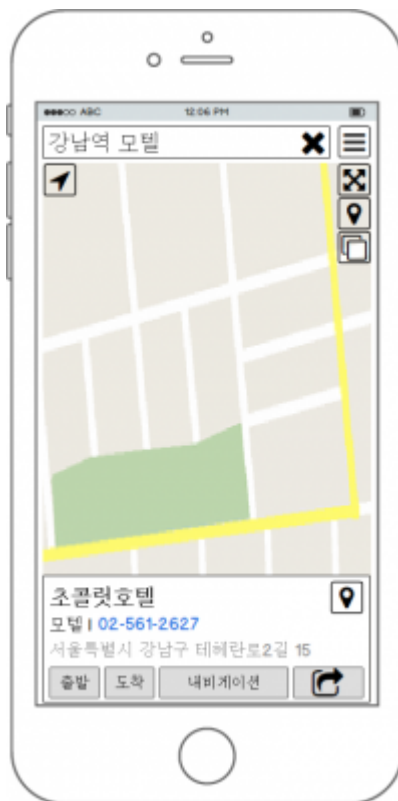 ●●●○○ ABC 12:06 PM
강남역 모텔
초콜릿호텔
모텔 | 02-561-2627
서울특별시 강남구 테헤란로2길 15
출발 도착 내비게이션